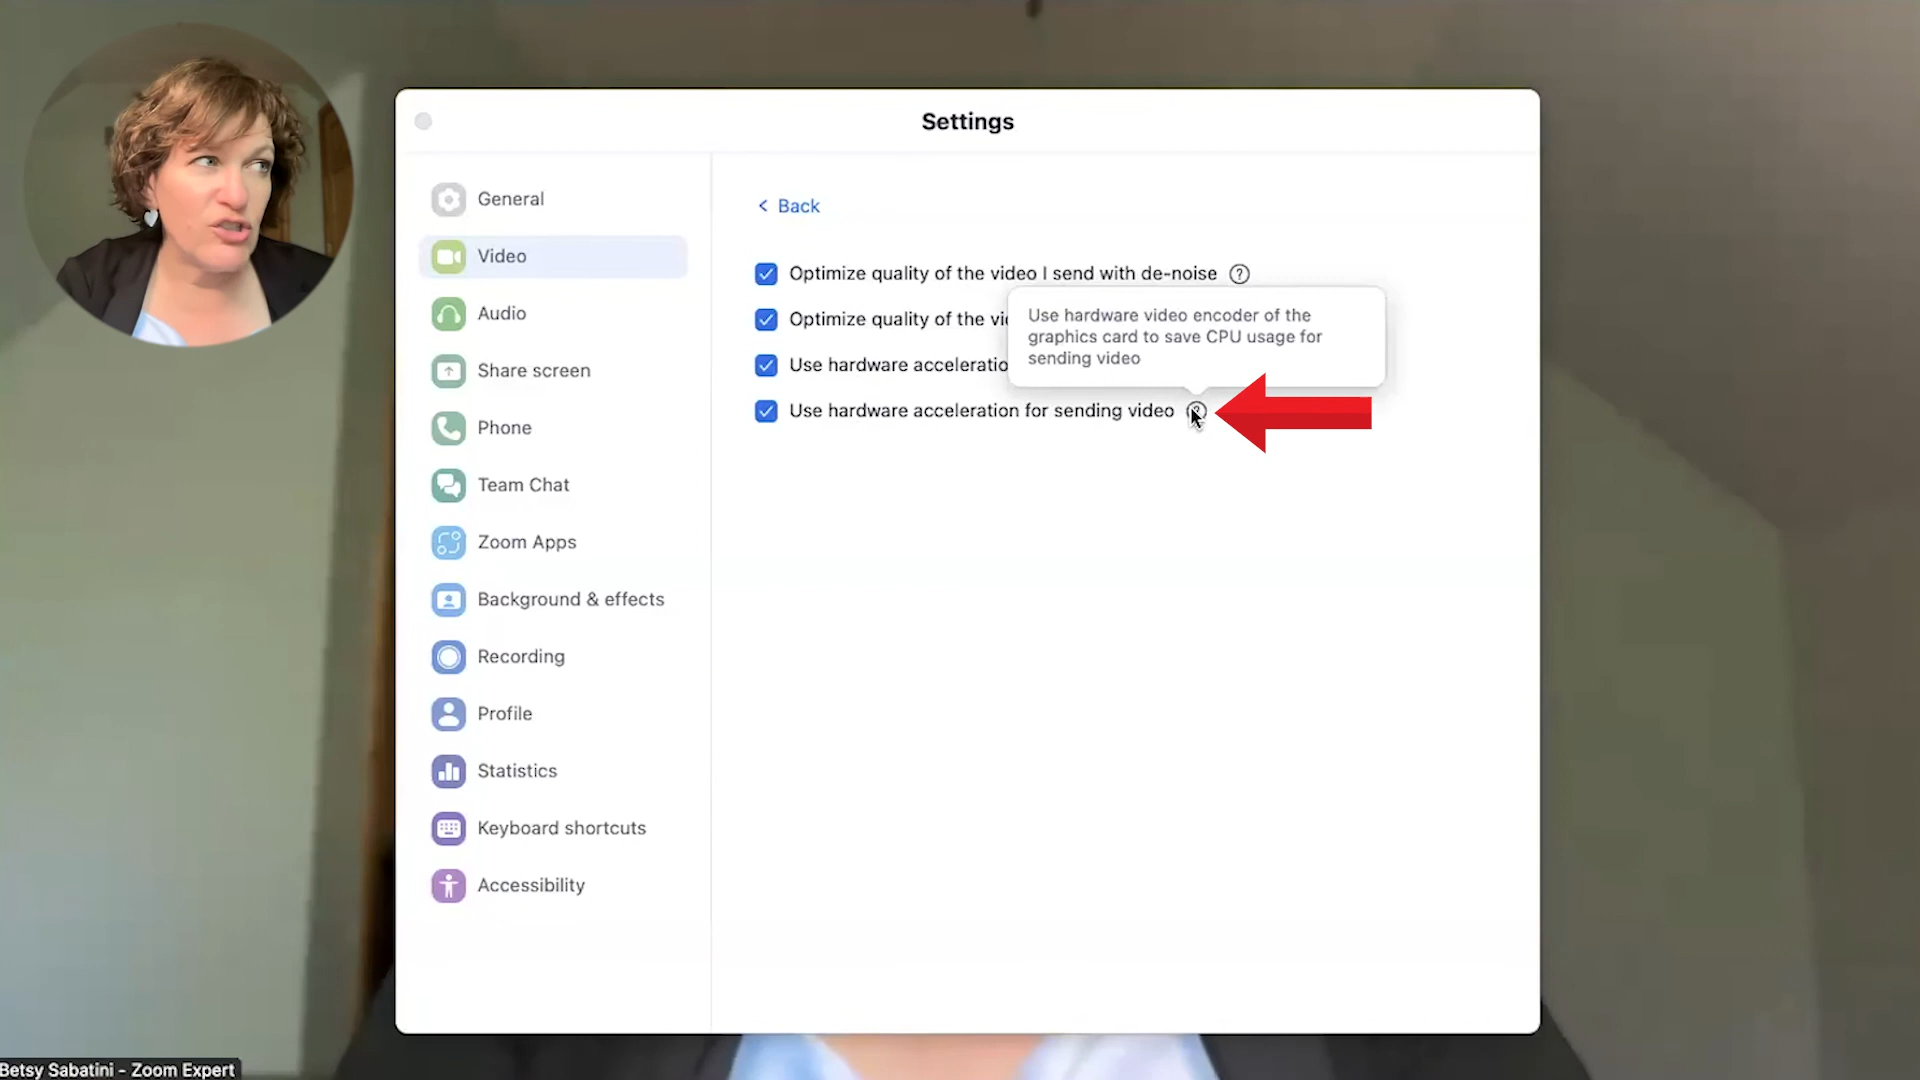 Settings
General
Video
Audio
Share screen
Phone
Team Chat
Zoom Apps
Background & effects
Recording
Profile
Statistics
Keyboard shortcuts
Accessibility
< Back
Optimize quality of the video I send with de-noise ?
Optimize quality of the
Use hardware
Use hardware acceleration for sending video
Use hardware video encoder of the
graphics card to save CPU usage for
sending video
Betsy Sabatini - Zoom Expert